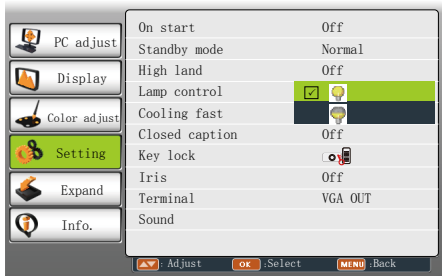 PC adjust
Display
Color adjust
Setting
Expand
Info.
On start Off
Standby mode Normal
High land Off
Lamp control
Cooling fast
Closed caption Off
Key lock
Iris Off
Terminal VGA OUT
Sound
: Adjust OK :Select MENU :Back